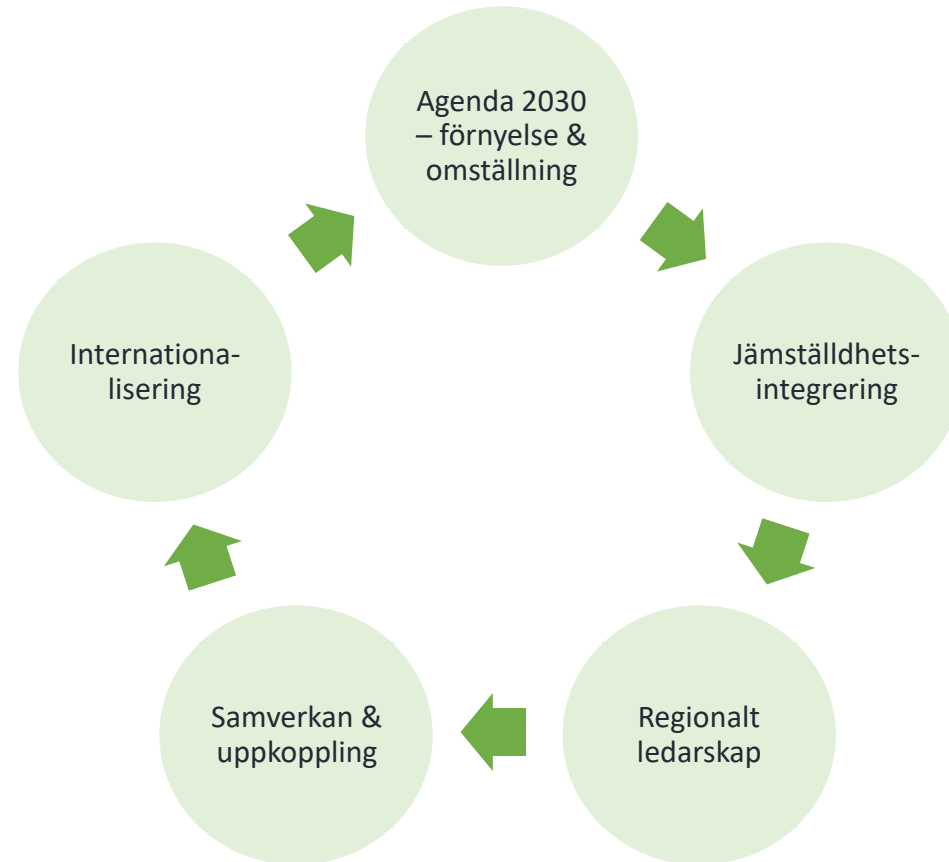 Agenda 2030
– förnyelse &
omställning
Jämställdhets-
integrering
Regionalt
ledarskap
Samverkan &
uppkoppling
Internationa-
lisering